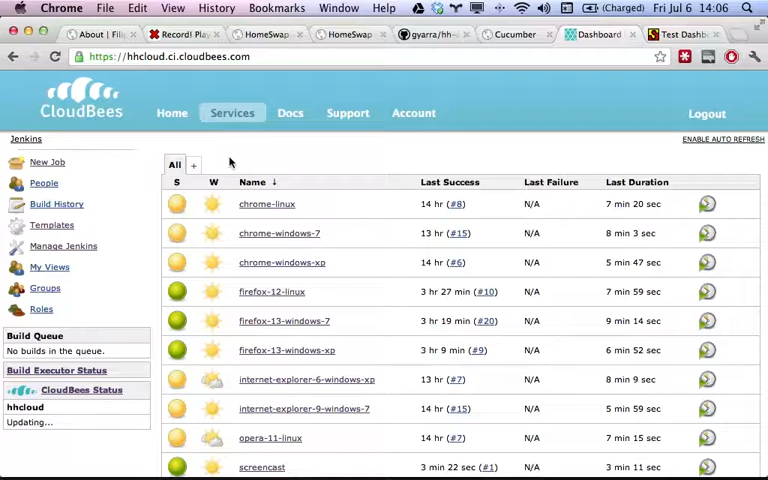 Chrome File Edit View History Bookmarks Window Help (Charged) Fri Jul 6 14:06
About | Fili Record! Pla HomeSwap HomeSwap gyarra/hh- Cucumber Dashboard Test Dashb
https://hhcloud.ci.cloudbees.com
CloudBees Home Services Docs Support Account Logout
Jenkins ENABLE AUTO REFRESH
New Job
People
Build History
Templates
Manage Jenkins
My Views
Groups
Roles
Build Queue
No builds in the queue.
Build Executor Status
CloudBees Status
hhcloud
Updating...
All +
S W Name ↓ Last Success Last Failure Last Duration
chrome-linux 14 hr (#8) N/A 7 min 20 sec
chrome-windows-7 13 hr (#15) N/A 8 min 3 sec
chrome-windows-xp 14 hr (#6) N/A 5 min 47 sec
firefox-12-linux 3 hr 27 min (#10) N/A 7 min 59 sec
firefox-13-windows-7 3 hr 19 min (#20) N/A 9 min 14 sec
firefox-13-windows-xp 3 hr 9 min (#9) N/A 6 min 52 sec
internet-explorer-6-windows-xp 13 hr (#7) N/A 8 min 9 sec
internet-explorer-9-windows-7 14 hr (#15) N/A 5 min 59 sec
opera-11-linux 14 hr (#7) N/A 7 min 15 sec
screencast 3 min 22 sec (#1) N/A 3 min 11 sec